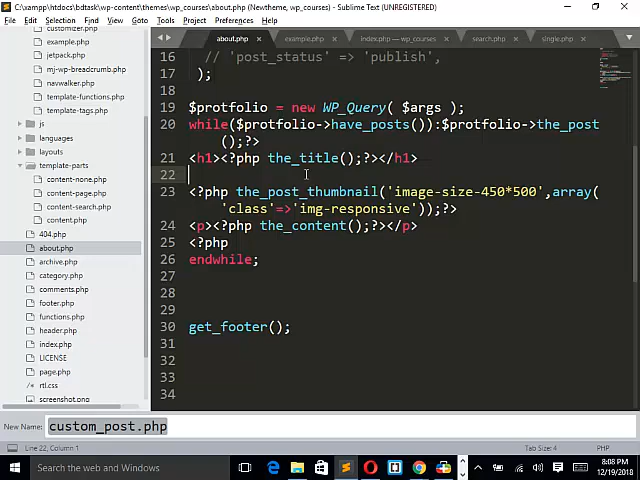 C:\xampp\htdocs\bdtask\wp-content\themes\about.php (Newtheme, wp_courses) - Sublime Text (UNREGISTERED)
File Edit Selection Find View Goto Tools Project Preferences Help
customizer.php
example.php
jetpack.php
mj-wp-breadcrumb.php
navwalker.php
template-functions.php
template-tags.php
js
languages
layouts
template-parts
content-none.php
content-page.php
content-search.php
content.php
404.php
about.php
archive.php
category.php
comments.php
footer.php
functions.php
header.php
index.php
LICENSE
page.php
rtl.css
screenshot.png
about.php × example.php × index.php — wp_courses × search.php × single.php ×
16 // 'post_status' => 'publish',
17 );
18
19 $protfolio = new WP_Query( $args );
20 while($protfolio->have_posts()):$protfolio->the_post
();?>
21 <h1><?php the_title();?></h1>
22
23 <?php the_post_thumbnail('image-size-450*500',array(
'class'=>'img-responsive'));?>
24 <p><?php the_content();?></p>
25 <?php
26 endwhile;
27
28
29
30 get_footer();
31
32
33
34
New Name: custom_post.php
Line 22, Column 1 Tab Size: 4 PHP
Search the web and Windows
8:08 PM
12/19/2018